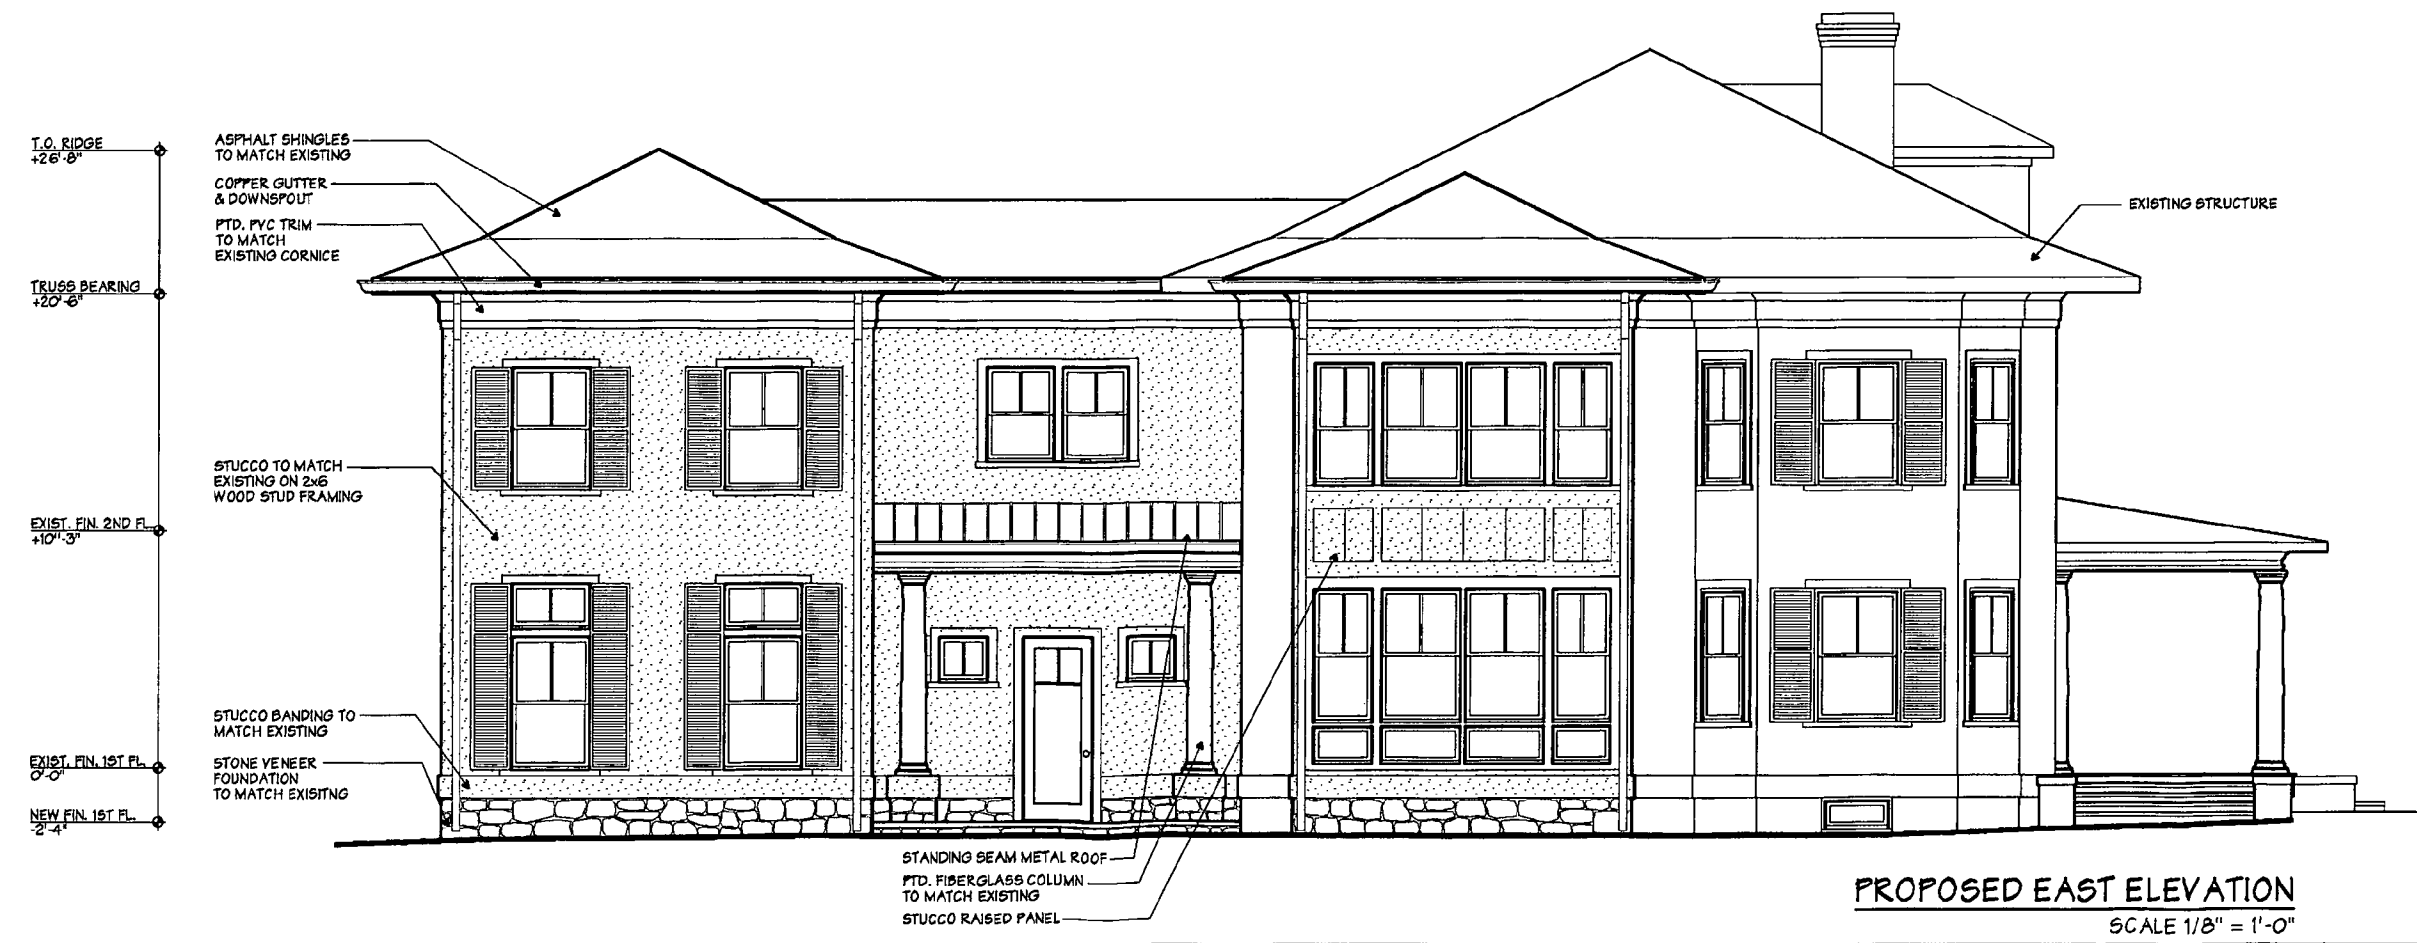 T.O. RIDGE
+26'-8"
TRUSS BEARING
+20'-6"
EXIST. FIN. 2ND FL.
+10"-3"
EXIST. FIN. 1ST FL.
0'-0"
NEW FIN. 1ST FL.
-2'-4"
ASPHALT SHINGLES
TO MATCH EXISTING
COPPER GUTTER
& DOWNSPOUT
PTD. PVC TRIM
TO MATCH
EXISTING CORNICE
STUCCO TO MATCH
EXISTING ON 2x6
WOOD STUD FRAMING
STUCCO BANDING TO
MATCH EXISTING
STONE VENEER
FOUNDATION
TO MATCH EXISITNG
EXISTING STRUCTURE
STANDING SEAM METAL ROOF
PTD. FIBERGLASS COLUMN
TO MATCH EXISTING
STUCCO RAISED PANEL
PROPOSED EAST ELEVATION
SCALE 1/8" = 1'-0"